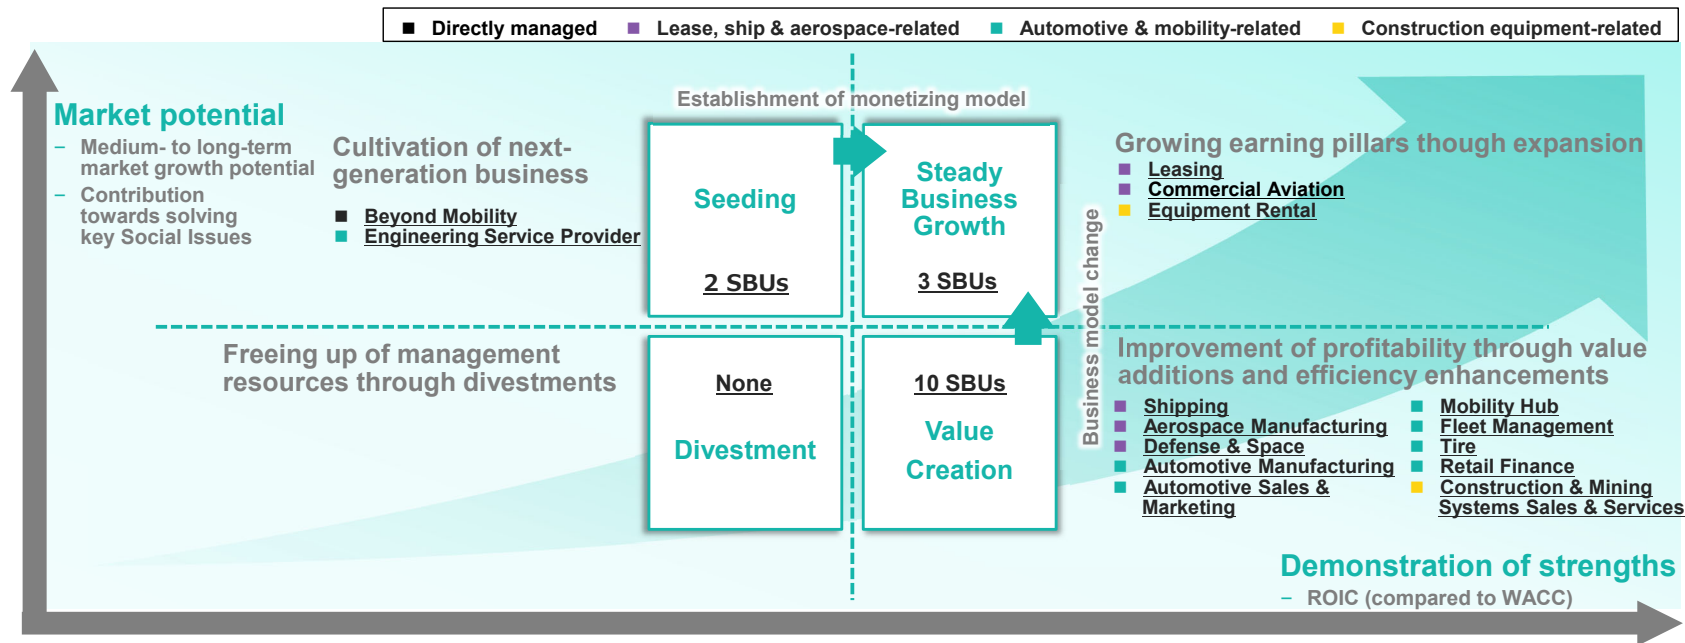 Directly managed
Lease, ship & aerospace-related
Automotive & mobility-related
Construction equipment-related
Market potential
– Medium- to long-term
market growth potential
– Contribution
towards solving
key Social Issues
Cultivation of next-
generation business
Beyond Mobility
Engineering Service Provider
Establishment of monetizing model
Seeding
2 SBUs
Steady
Business
Growth
3 SBUs
Business model change
Growing earning pillars though expansion
Leasing
Commercial Aviation
Equipment Rental
Freeing up of management
resources through divestments
None
Divestment
10 SBUs
Value
Creation
Improvement of profitability through value
additions and efficiency enhancements
Shipping
Aerospace Manufacturing
Defense & Space
Automotive Manufacturing
Automotive Sales &
Marketing
Mobility Hub
Fleet Management
Tire
Retail Finance
Construction & Mining
Systems Sales & Services
Demonstration of strengths
– ROIC (compared to WACC)